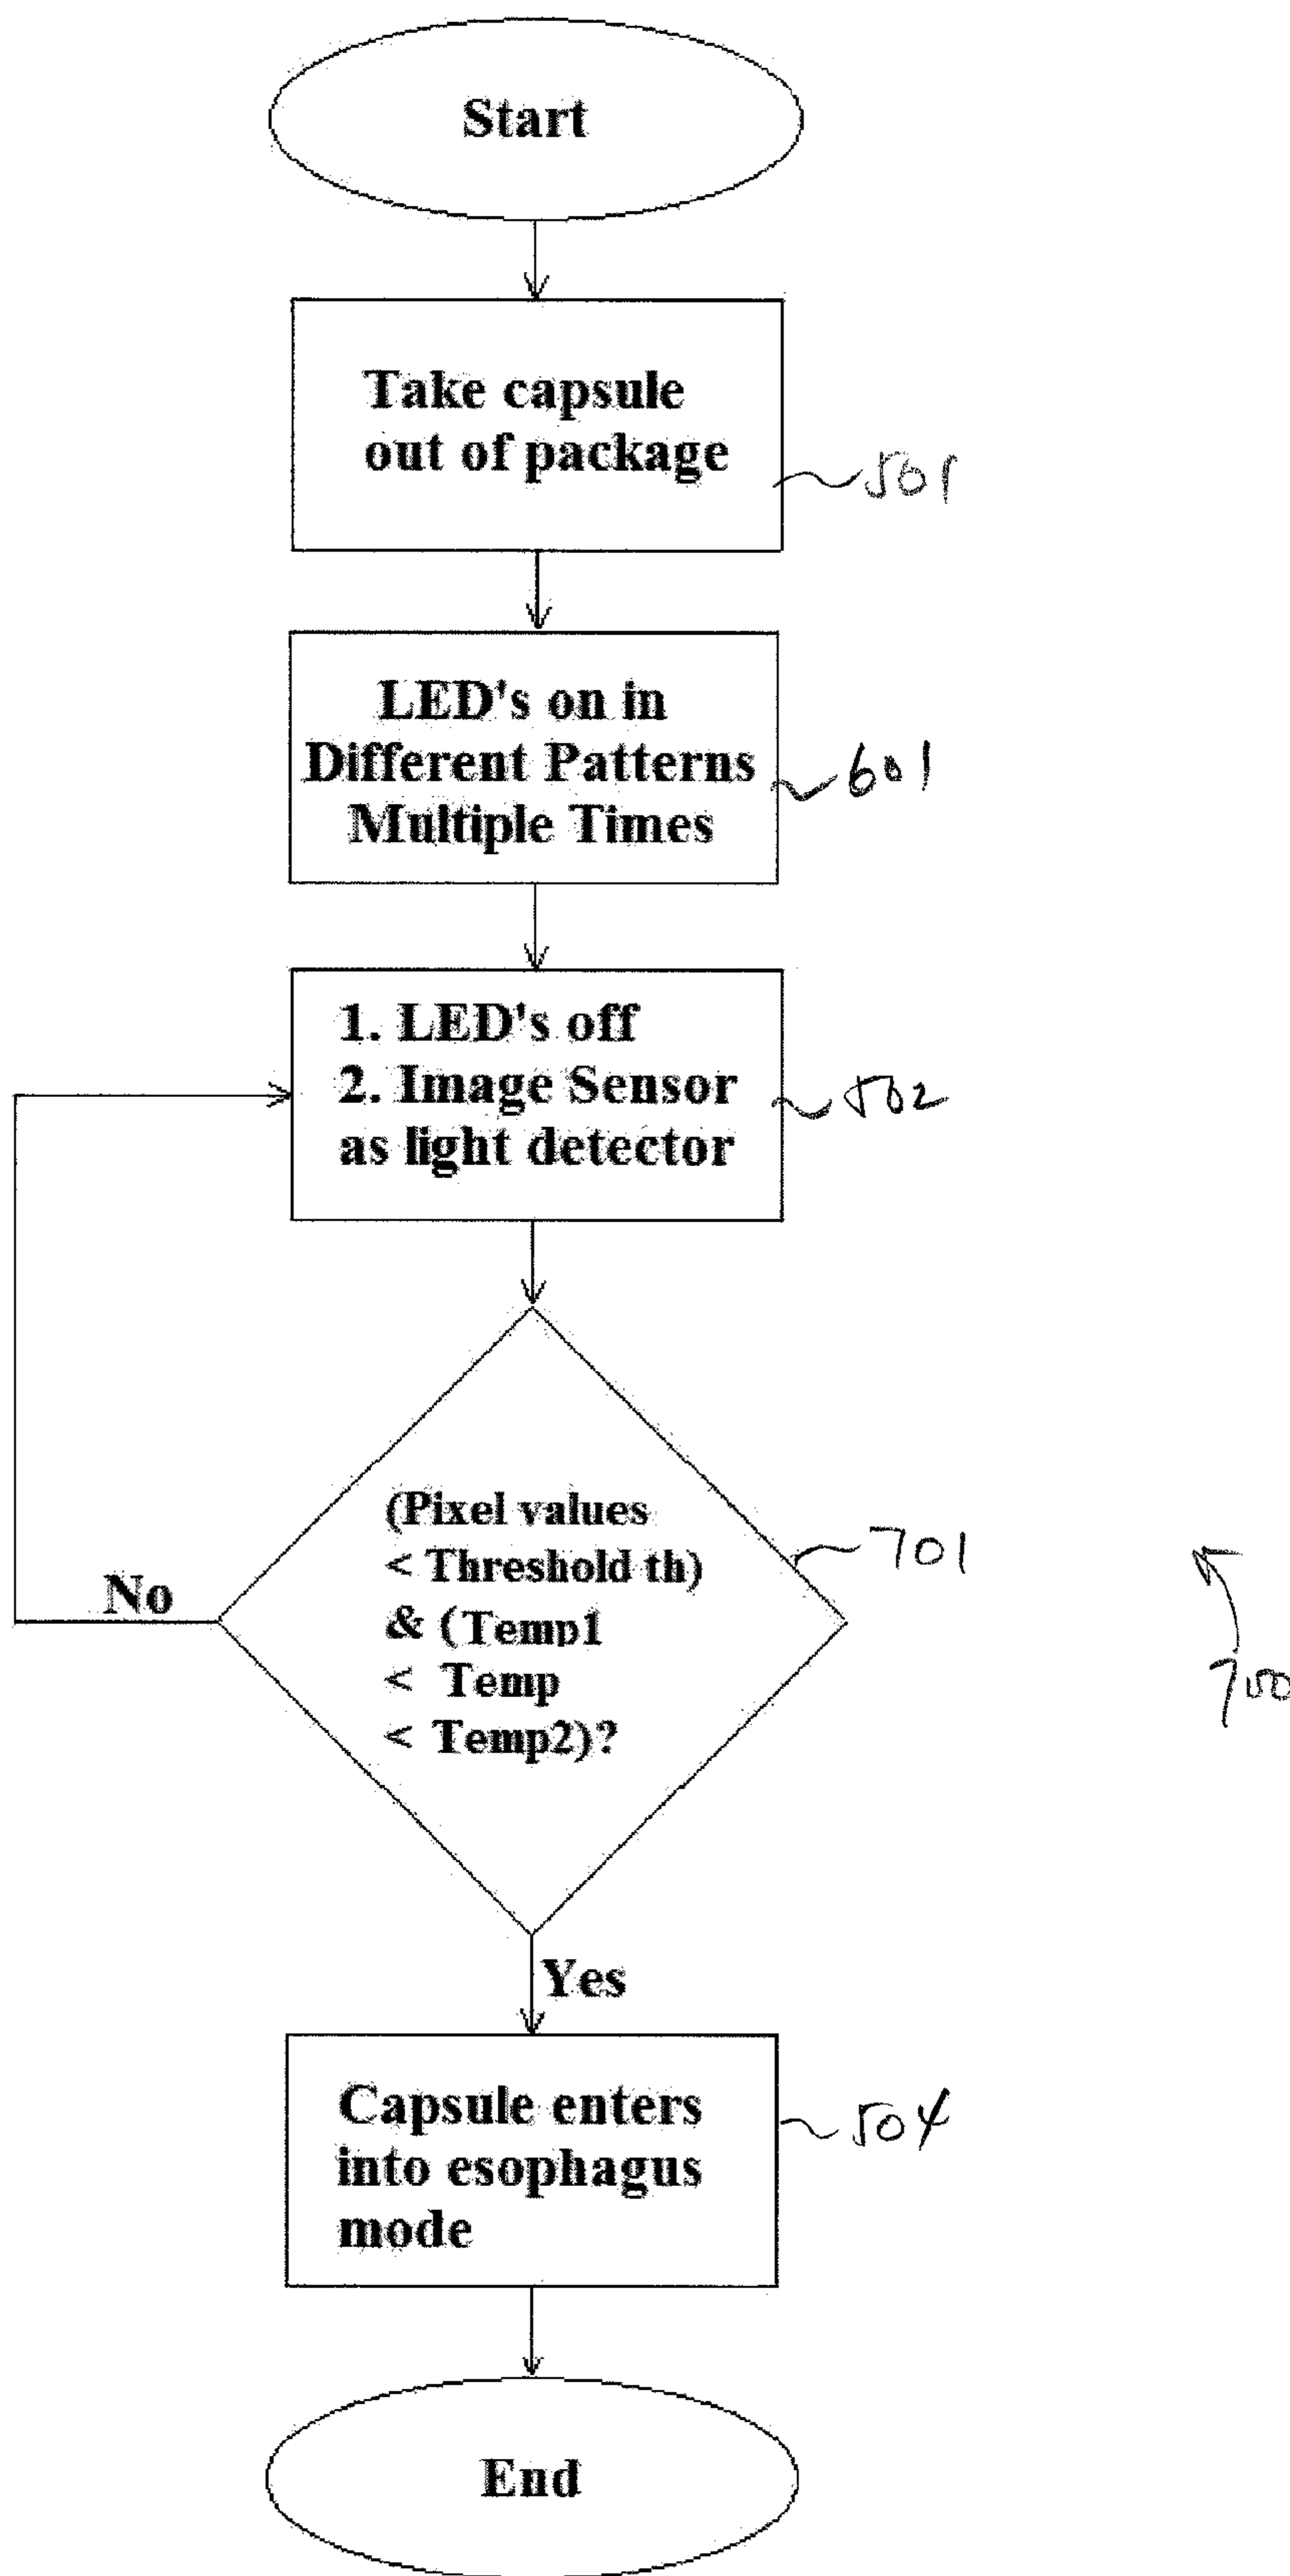 Start
Take capsule
out of package
501
LED's on in
Different Patterns
Multiple Times
601
1. LED's off
2. Image Sensor
as light detector
502
(Pixel values
< Threshold th)
& (Temp1
< Temp
< Temp2)?
701
No
700
Yes
Capsule enters
into esophagus
mode
504
End